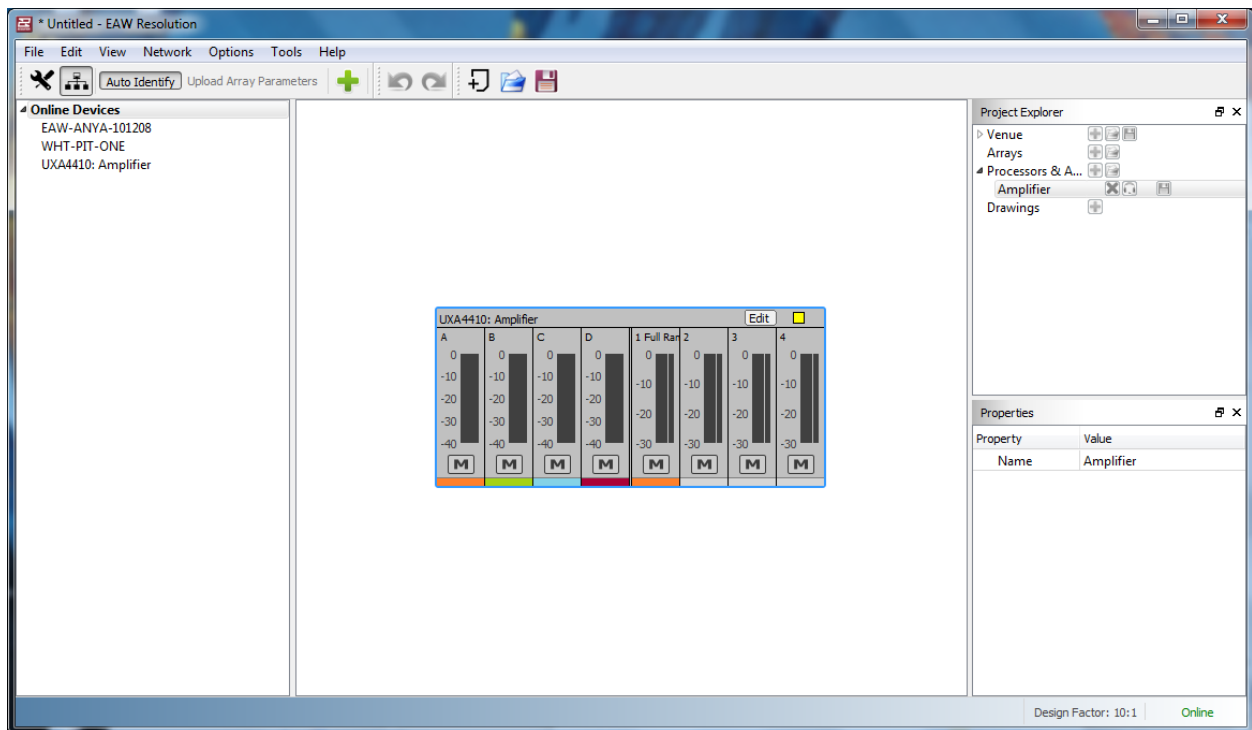 * Untitled - EAW Resolution
File Edit View Network Options Tools Help
Auto Identify Upload Array Parameters
Online Devices
EAW-ANYA-101208
WHT-PIT-ONE
UXA4410: Amplifier
UXA4410: Amplifier Edit
A B C D 1 Full Ran 2 3 4
0 0 0 0 0 0 0 0
-10 -10 -10 -10 -10 -10 -10 -10
-20 -20 -20 -20 -20 -20 -20 -20
-30 -30 -30 -30
-40 -40 -40 -40 -30 -30 -30 -30
M M M M M M M M
Project Explorer
Venue
Arrays
Processors & A...
Amplifier
Drawings
Properties
Property Value
Name Amplifier
Design Factor: 10:1 Online